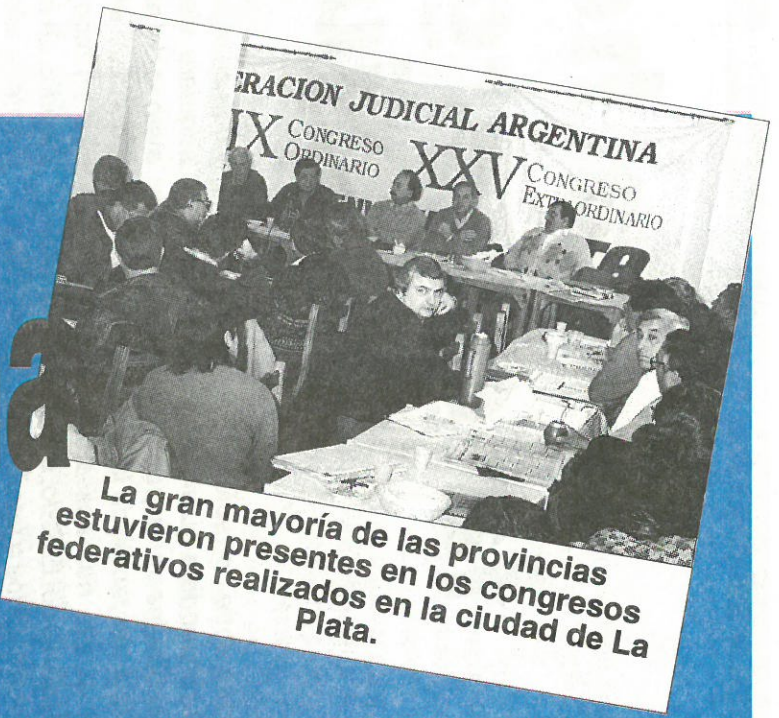 ERACION JUDICIAL ARGENTINA
IX CONGRESO ORDINARIO
XXV CONGRESO EXTRAORDINARIO
a
La gran mayoría de las provincias
estuvieron presentes en los congresos
federativos realizados en la ciudad de La
Plata.